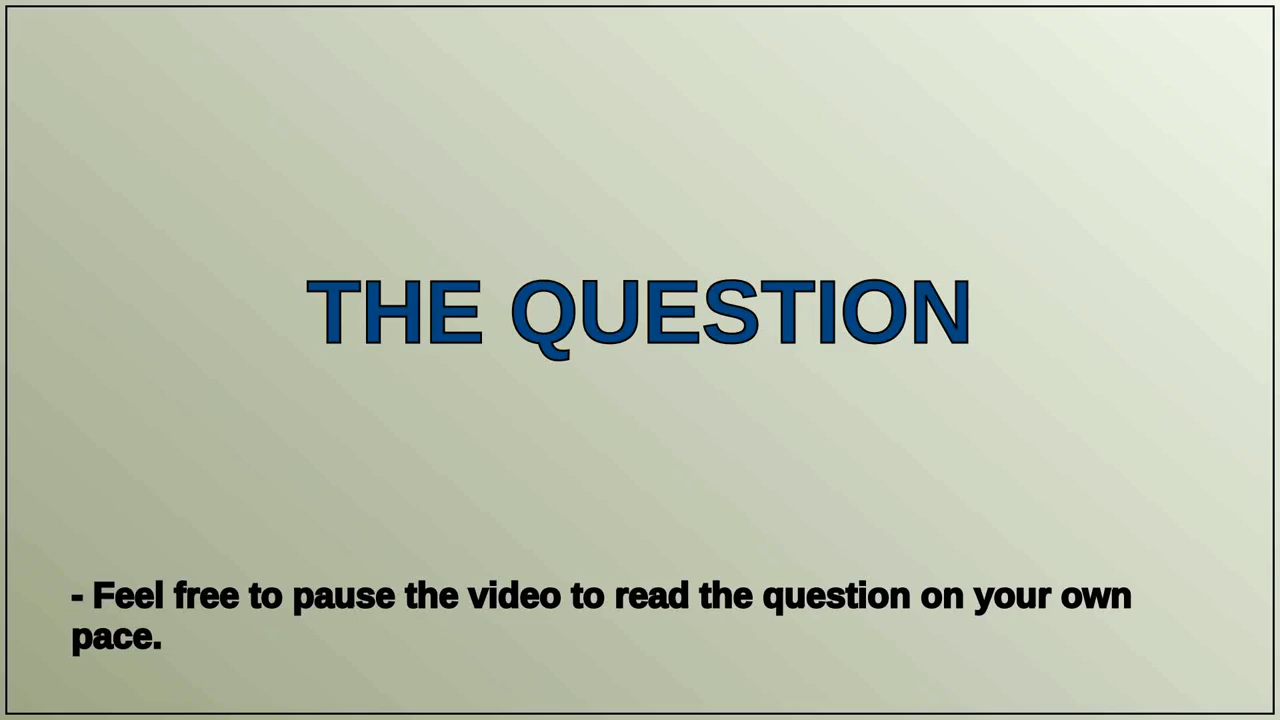 THE QUESTION
- Feel free to pause the video to read the question on your own
pace.